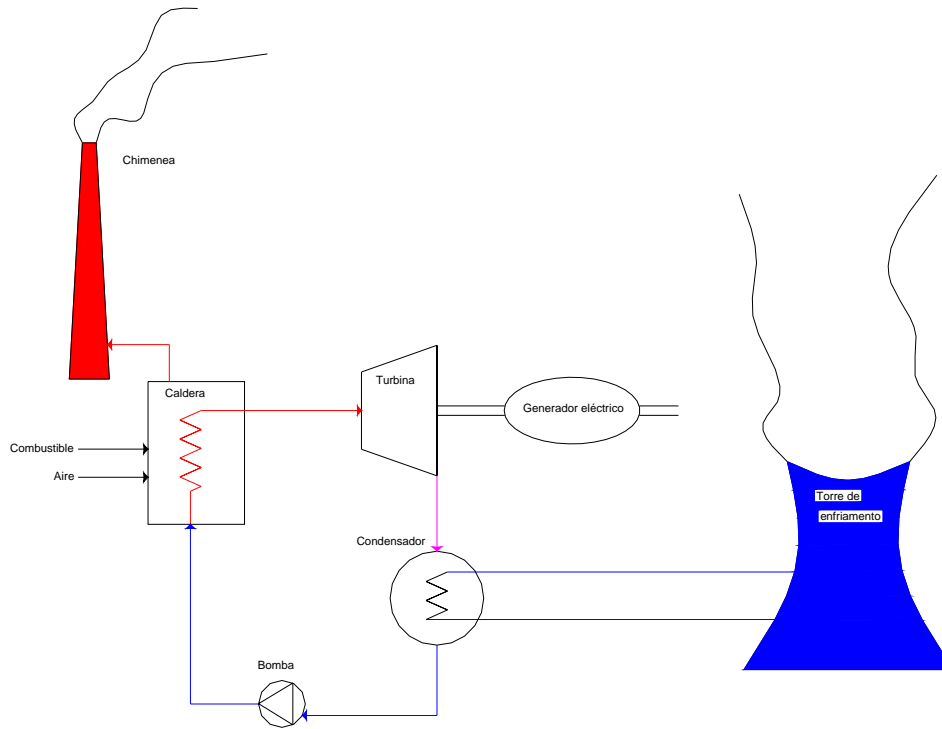 Chimenea
Turbina
Caldera
Generador eléctrico
Combustible
Aire
Torre de
enfriamento
Condensador
Bomba